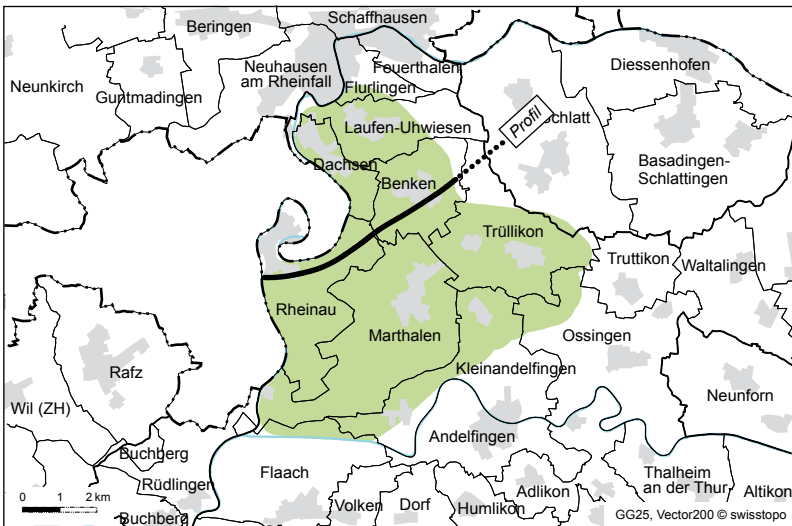 Schaffhausen
Beringen
Neuhausen
am Rheinfall
Feuerthalen
Flurlingen
Diessenhofen
Neunkirch
Guntmadingen
Laufen-Uhwiesen
Profil
chlatt
Dachsen
Benken
Basadingen-
Schlattingen
Trüllikon
Truttikon
Waltalingen
Rheinau
Marthalen
Ossingen
Rafz
Kleinandelfingen
Neunforn
Wil (ZH)
Buchberg
Andelfingen
Rüdlingen
Flaach
Thalheim
an der Thur
Altikon
Adlikon
Volken
Dorf
Humlikon
Buchberg
0 1 2 km
GG25, Vector200 © swisstopo